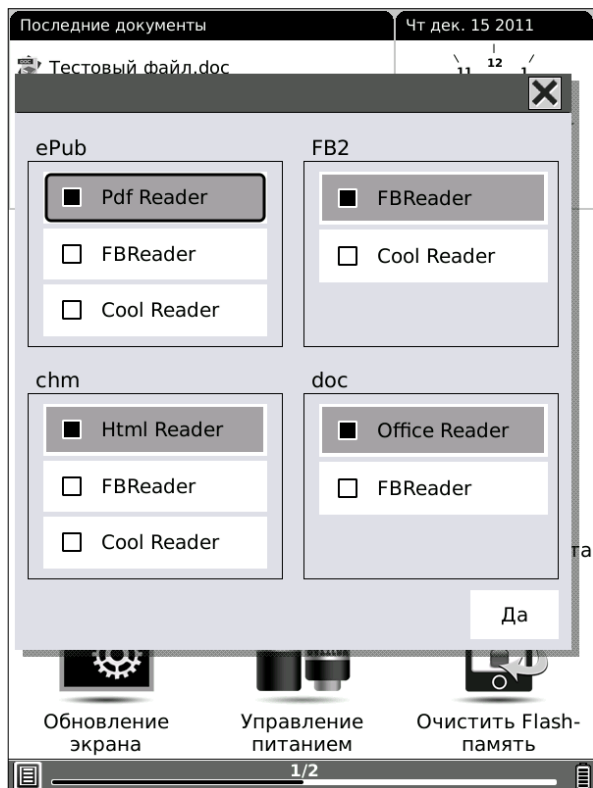 Последние документы
Чт дек. 15 2011
Тестовый файл.doc
11 12 1
ePub
Pdf Reader
FBReader
Cool Reader
FB2
FBReader
Cool Reader
chm
Html Reader
FBReader
Cool Reader
doc
Office Reader
FBReader
Да
Обновление
экрана
Управление
питанием
Очистить Flash-
память
1/2